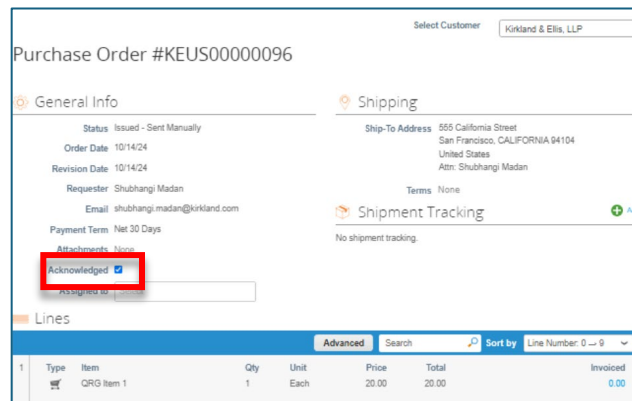 Select Customer Kirkland & Ellis, LLP
Purchase Order #KEUS00000096
General Info
Status Issued - Sent Manually
Order Date 10/14/24
Revision Date 10/14/24
Requester Shubhangi Madan
Email shubhangi.madan@kirkland.com
Payment Term Net 30 Days
Attachments None
Acknowledged
Assigned to
Shipping
Ship-To Address 555 California Street
San Francisco, CALIFORNIA 94104
United States
Attn: Shubhangi Madan
Terms None
Shipment Tracking
No shipment tracking.
Lines
Advanced Search Sort by Line Number: 0 → 9
1 Type Item Qty Unit Price Total Invoiced
QRG Item 1 1 Each 20.00 20.00 0.00